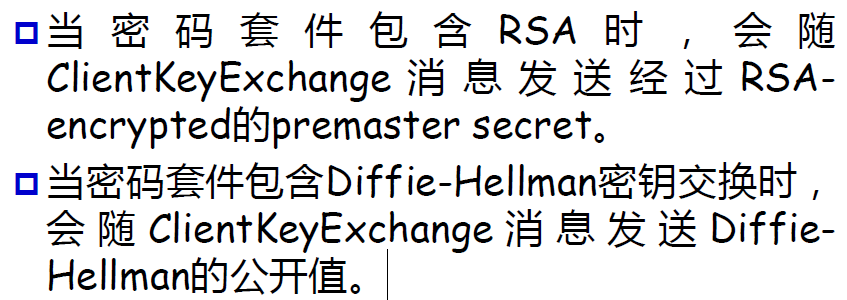 当密码套件包含RSA时，会随
ClientKeyExchange消息发送经过RSA-
encrypted的premaster secret。
当密码套件包含Diffie-Hellman密钥交换时，
会随ClientKeyExchange消息发送Diffie-
Hellman的公开值。